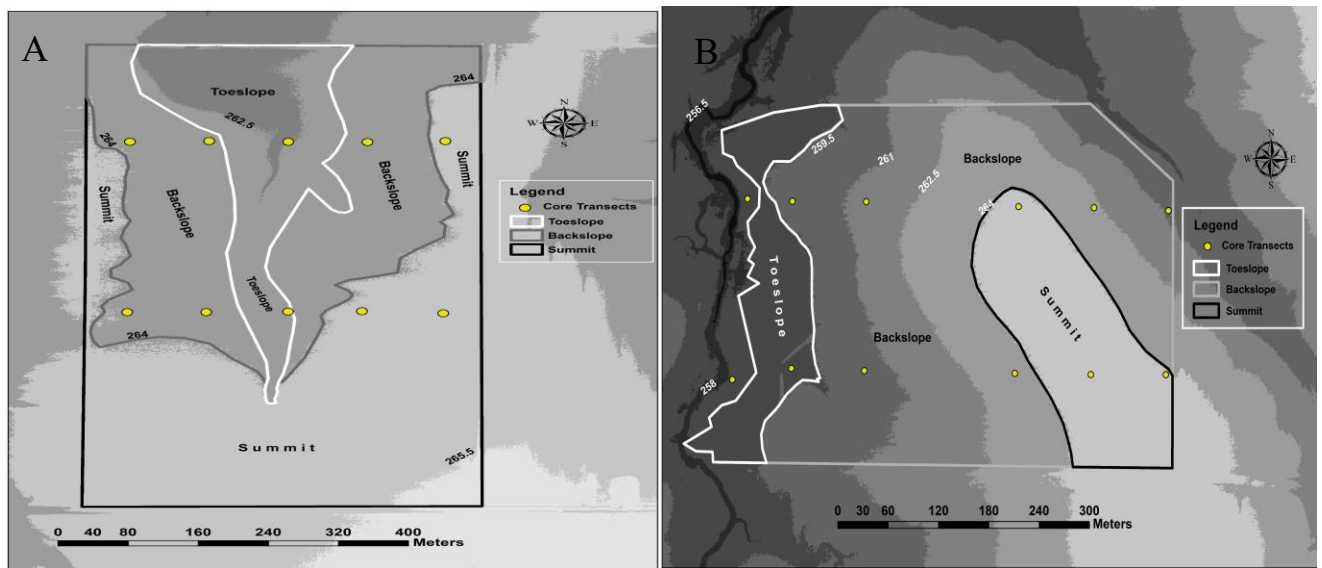 A
264
Toeslope
262.5
264
Summit
Backslope
Backslope
Summit
Toeslope
264
Summit
265.5
N
W E
S
Legend
Core Transects
Toeslope
Backslope
Summit
0 40 80 160 240 320 400
Meters
B
256.5
259.5
261
Backslope
262.5
264
Toeslope
Summit
Backslope
258
N
W E
S
Legend
Core Transects
Toeslope
Backslope
Summit
0 30 60 120 180 240 300
Meters